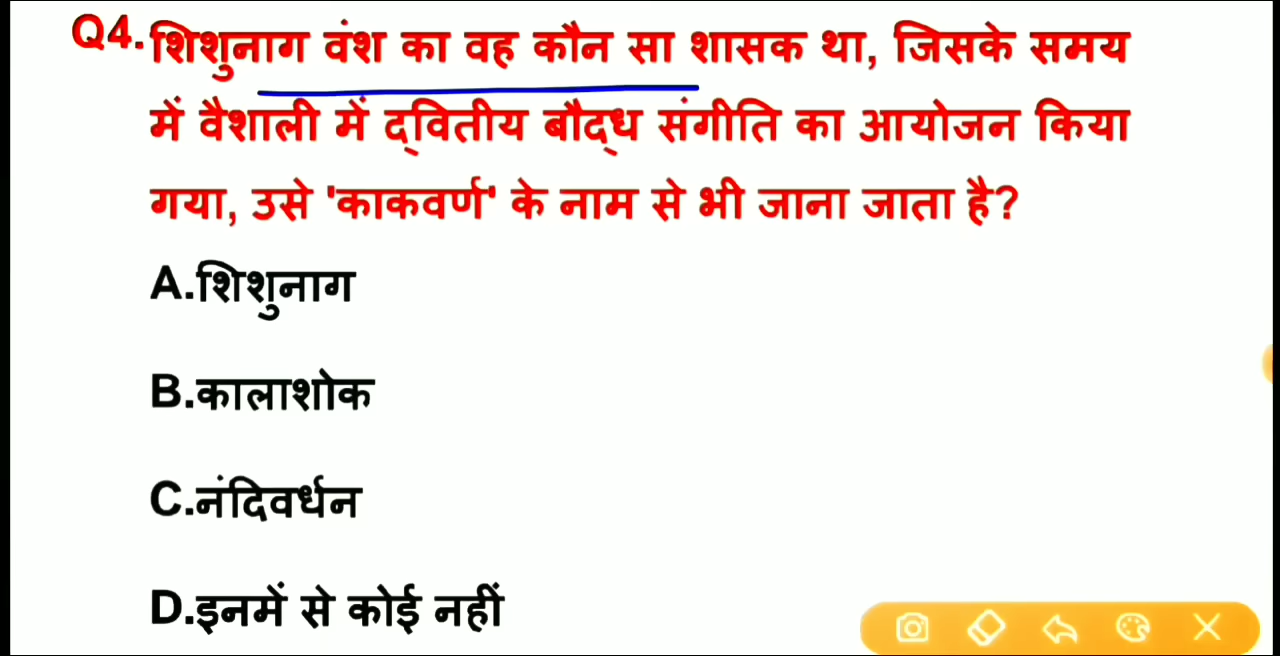 Q4. शिशुनाग वंश का वह कौन सा शासक था, जिसके समय
में वैशाली में द्वितीय बौद्ध संगीति का आयोजन किया
गया, उसे 'काकवर्ण' के नाम से भी जाना जाता है?
A.शिशुनाग
B.कालाशोक
C.नंदिवर्धन
D.इनमें से कोई नहीं